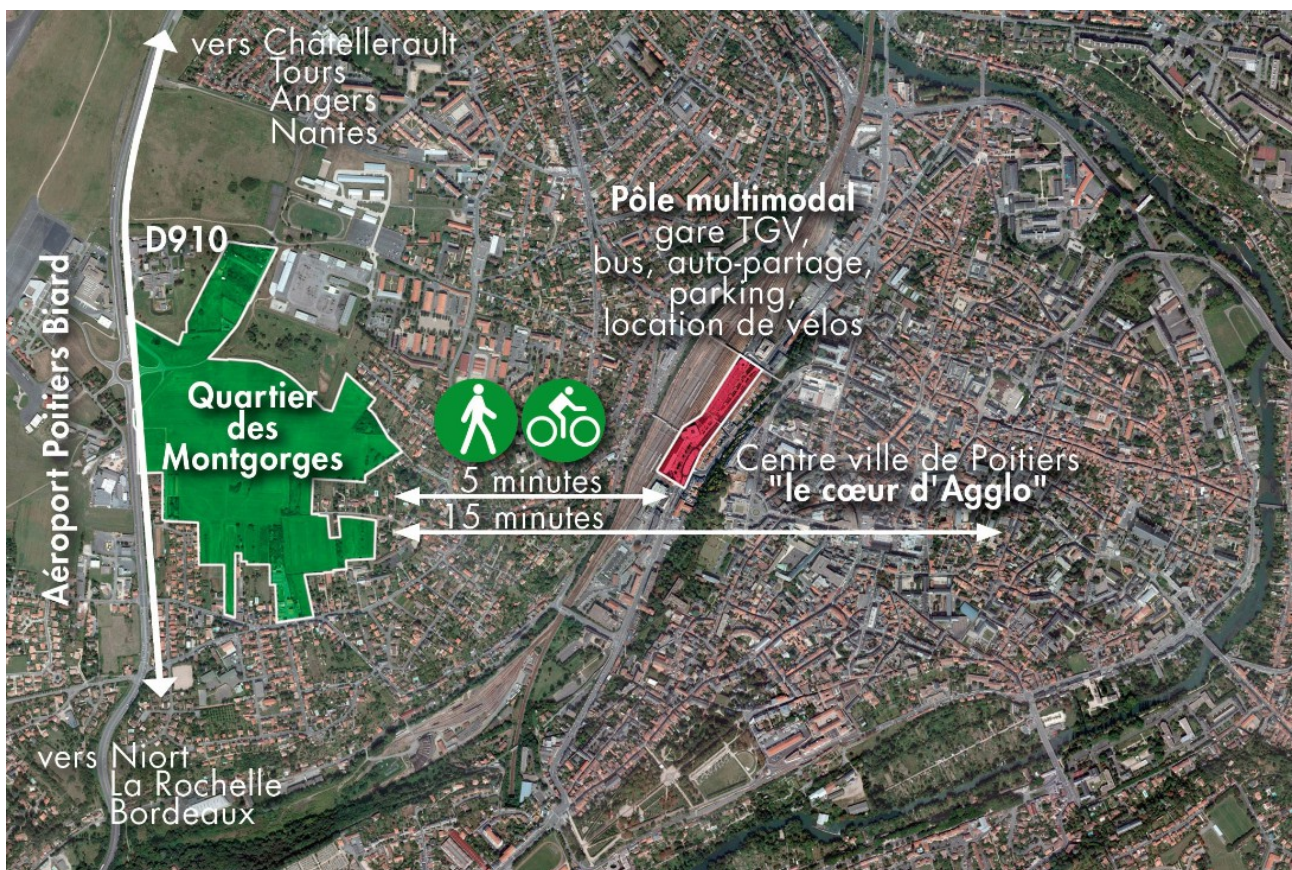 vers Châtellerault
Tours
Angers
Nantes
D910
Aéroport Poitiers Biard
Pôle multimodal
gare TGV,
bus, auto-partage,
parking,
location de vélos
Quartier
des
Montgorges
5 minutes
15 minutes
Centre ville de Poitiers
"le cœur d'Agglo"
vers Niort
La Rochelle
Bordeaux